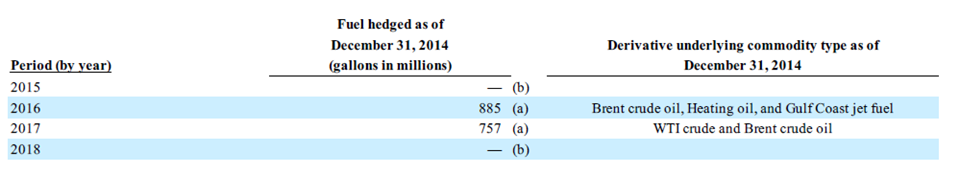 Fuel hedged as of
December 31, 2014
(gallons in millions)
Derivative underlying commodity type as of
December 31, 2014
Period (by year)
2015 — (b)
2016 885 (a) Brent crude oil, Heating oil, and Gulf Coast jet fuel
2017 757 (a) WTI crude and Brent crude oil
2018 — (b)